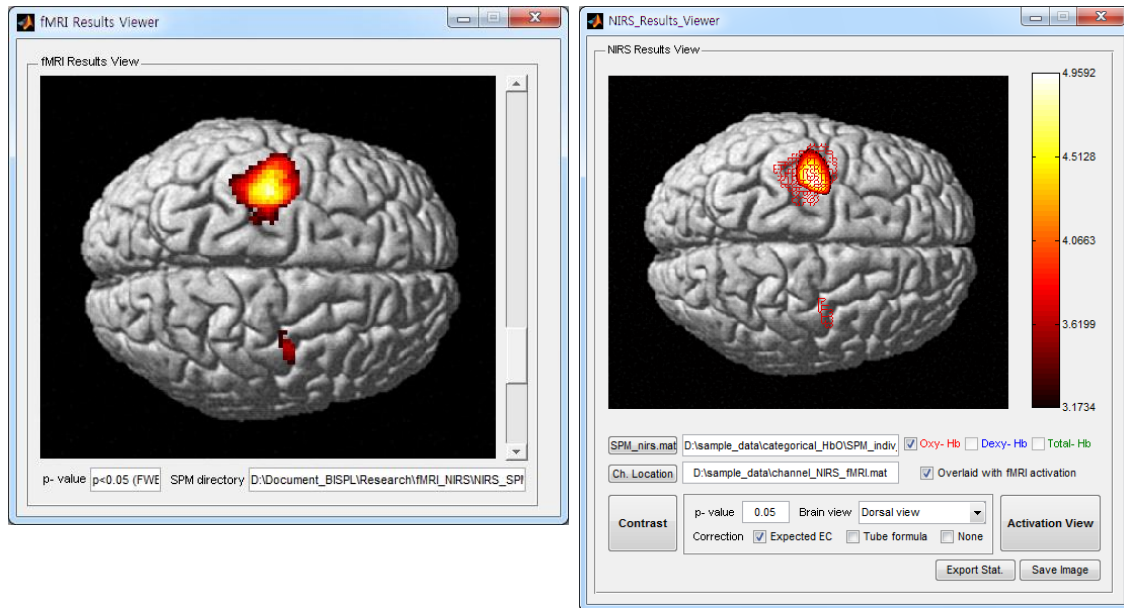 fMRI Results Viewer
fMRI Results View
p- value p<0.05 (FWE SPM directory D:\Document_BISPL\Research\fMRI_NIRS\NIRS_SPM
NIRS_Results_Viewer
NIRS Results View
4.9592
4.5128
4.0663
3.6199
3.1734
SPM_nirs.mat D:\sample_data\categorical_HbO\SPM_indiv_ Oxy- Hb Dexy- Hb Total- Hb
Ch. Location D:\sample_data\channel_NIRS_fMRI.mat Overlaid with fMRI activation
Contrast
p- value 0.05 Brain view Dorsal view
Correction Expected EC Tube formula None
Activation View
Export Stat. Save Image